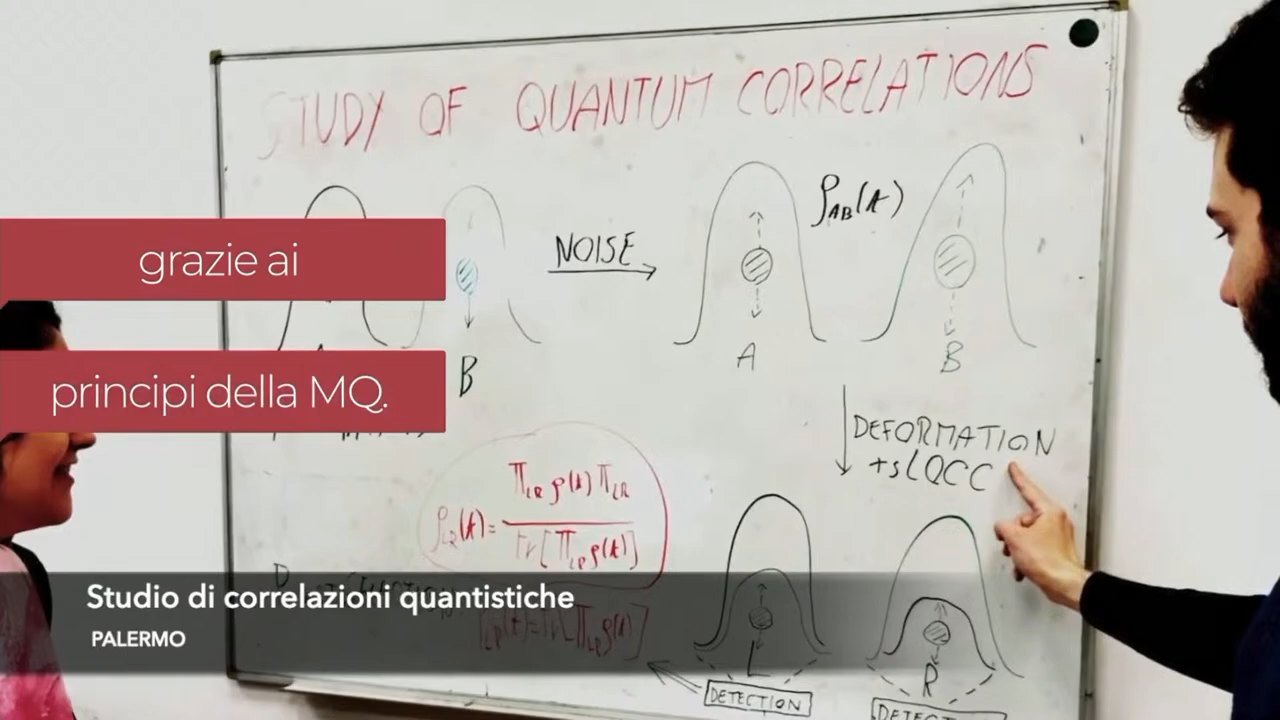 STUDY OF QUANTUM CORRELATIONS
ρAB(t)
NOISE
grazie ai
A
B
B
principi della MQ.
DEFORMATION
+sLOCC
ΠLR ρ(t) ΠLR
ρLR(t)=
Tr[ΠLR ρ(t)]
Studio di correlazioni quantistiche
PALERMO
L
R
DETECTION